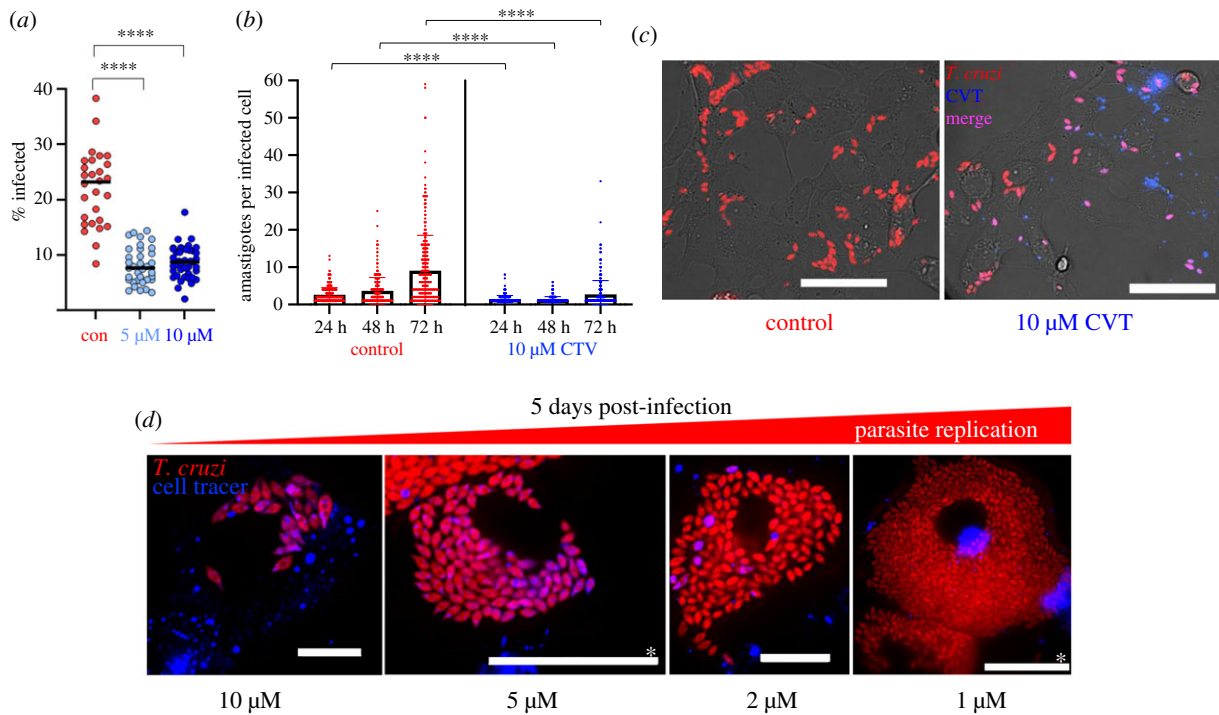 (a)
****
****
% infected
40
30
20
10
con
5 µM
10 µM
(b)
****
****
****
amastigotes per infected cell
60
50
40
30
20
10
0
24 h
48 h
72 h
24 h
48 h
72 h
control
10 µM CTV
(c)
T. cruzi
CVT
merge
control
10 µM CVT
(d)
5 days post-infection
parasite replication
T. cruzi
cell tracer
*
*
10 µM
5 µM
2 µM
1 µM